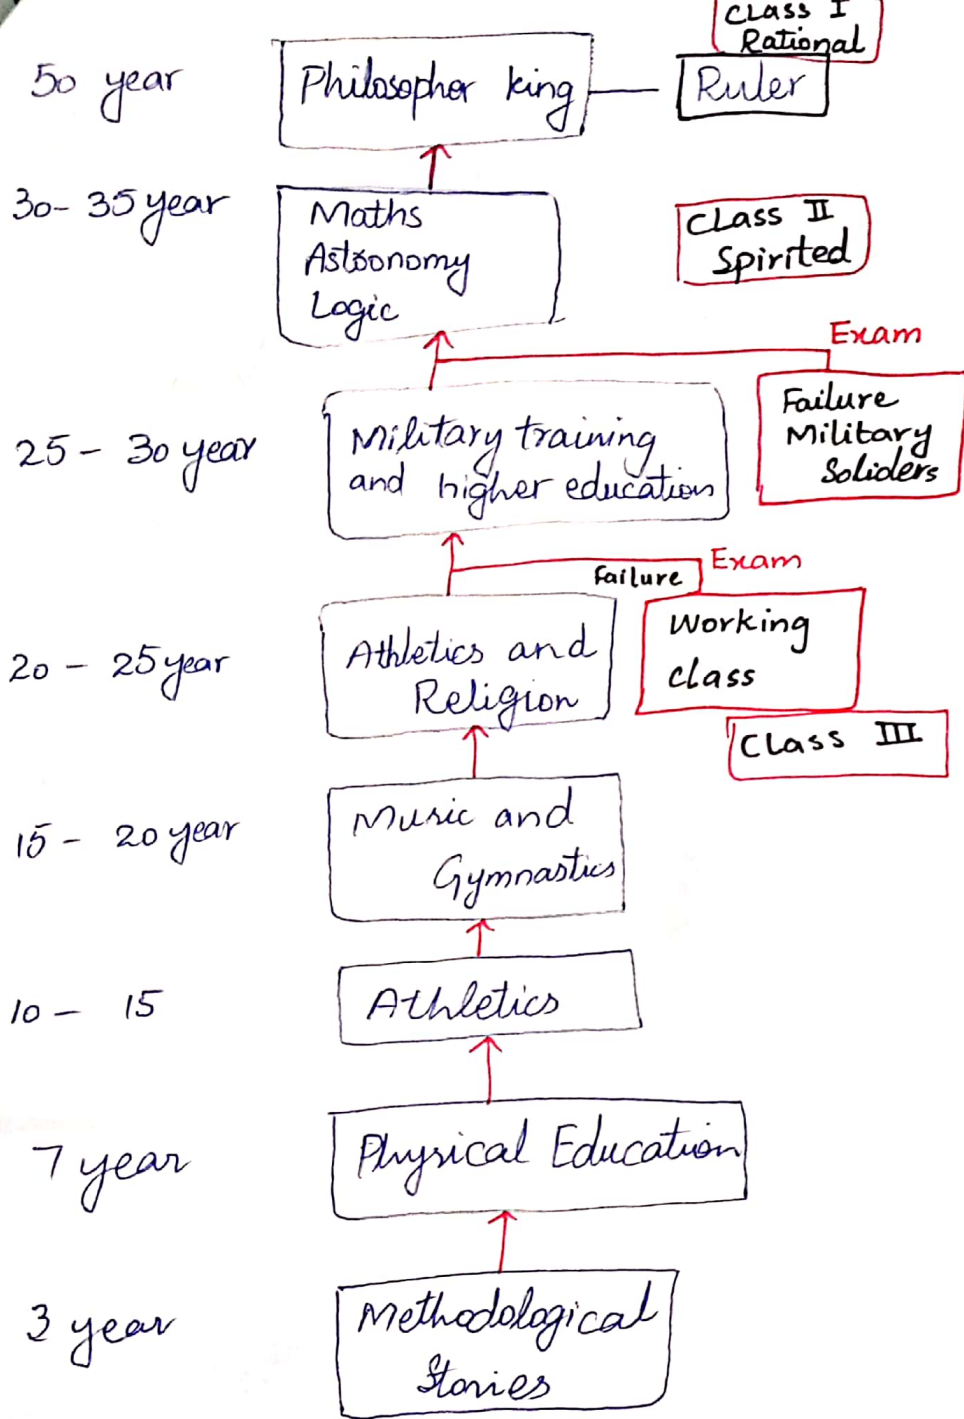 CLass I
Rational
50 year
Philosopher king
Ruler
30- 35 year
Maths
Astronomy
Logic
CLass II
Spirited
Exam
Failure
Military
Soliders
25 - 30 year
Military training
and higher education
Exam
Failure
Working
class
20 - 25 year
Athletics and
Religion
CLass III
15 - 20 year
Music and
Gymnastics
10 - 15
Athletics
7 year
Physical Education
3 year
Methodological
Stories